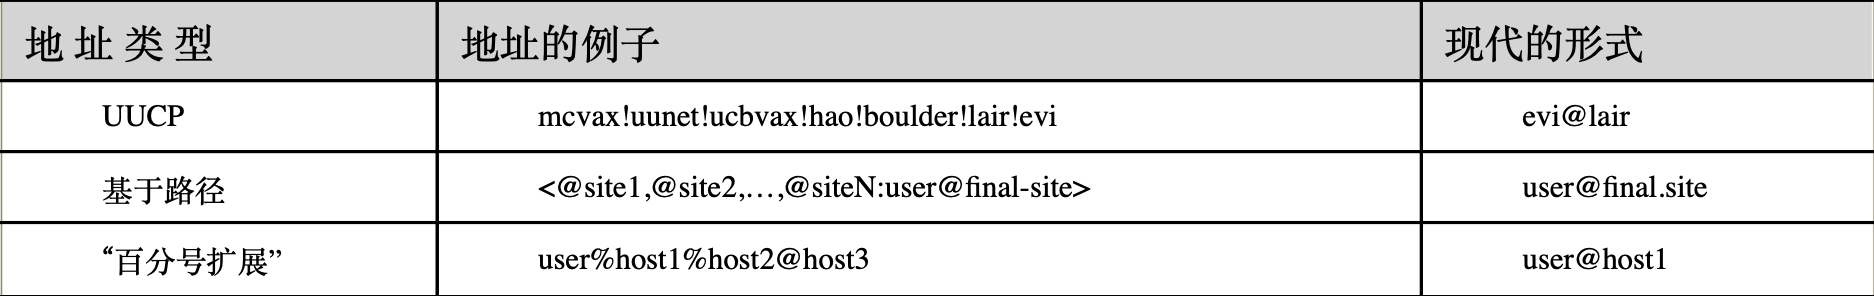 地 址 类 型 地址的例子 现代的形式
UUCP mcvax!uunet!ucbvax!hao!boulder!lair!evi evi@lair
基于路径 <@site1,@site2,…,@siteN:user@final-site> user@final.site
“百分号扩展” user%host1%host2@host3 user@host1